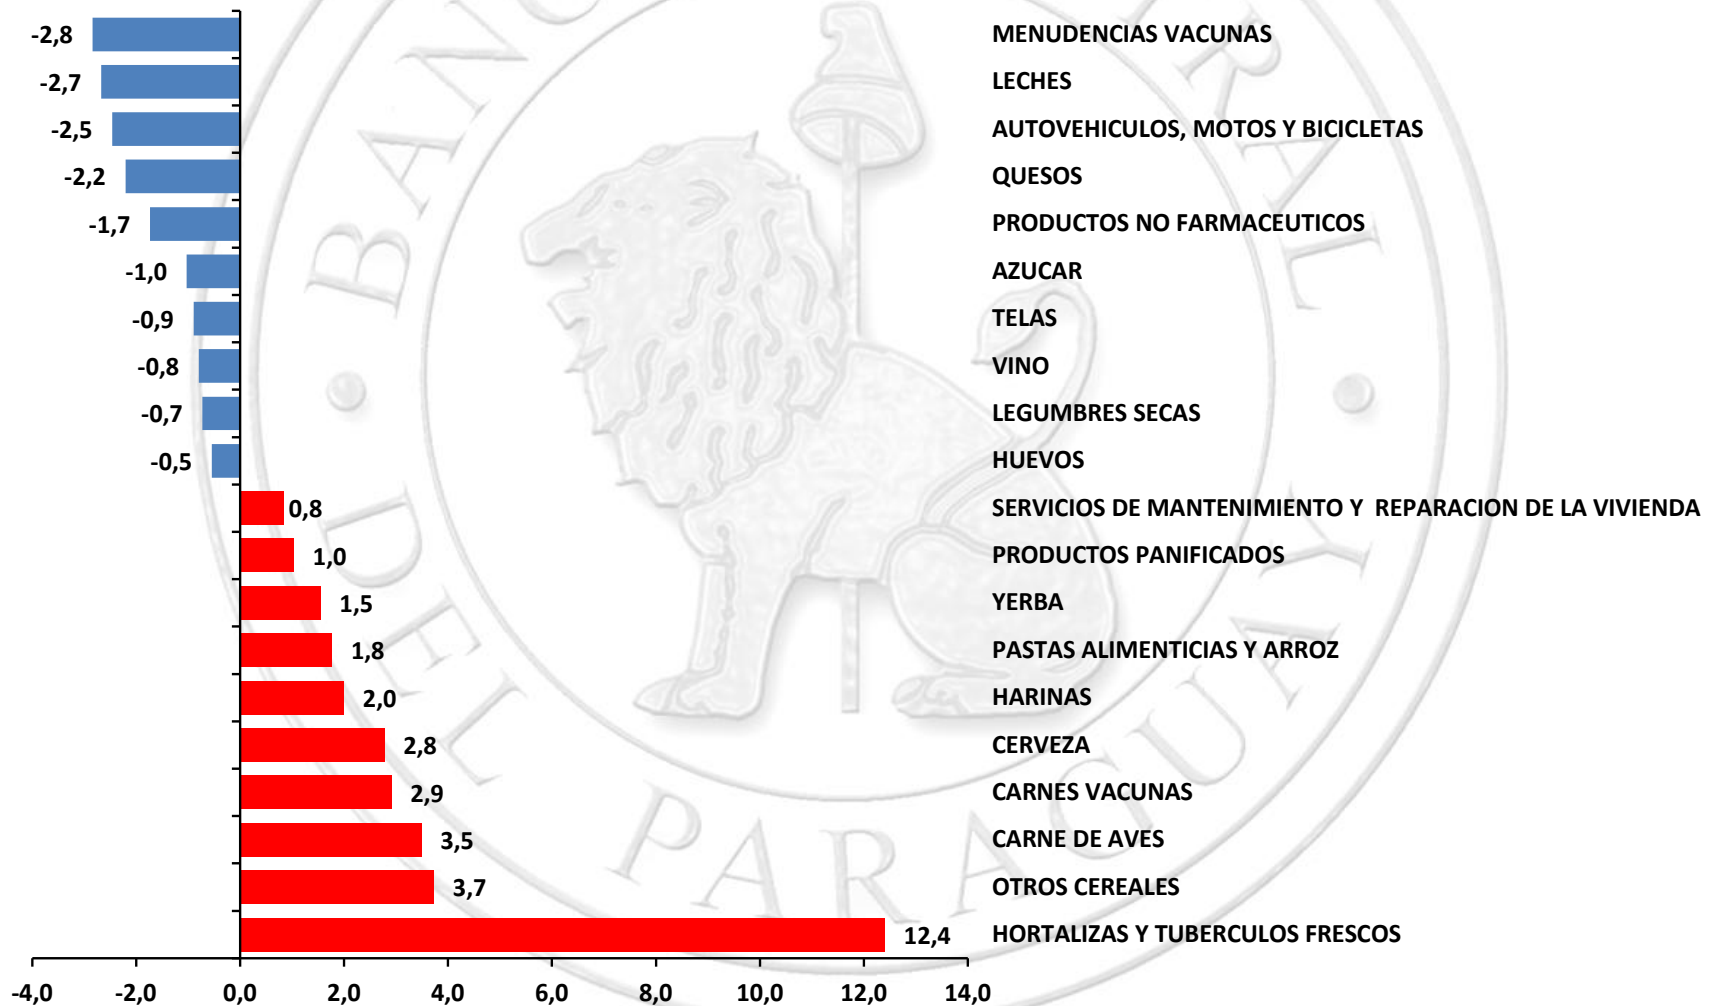 -2,8 MENUDENCIAS VACUNAS
-2,7 LECHES
-2,5 AUTOVEHICULOS, MOTOS Y BICICLETAS
-2,2 QUESOS
-1,7 PRODUCTOS NO FARMACEUTICOS
-1,0 AZUCAR
-0,9 TELAS
-0,8 VINO
-0,7 LEGUMBRES SECAS
-0,5 HUEVOS
0,8 SERVICIOS DE MANTENIMIENTO Y REPARACION DE LA VIVIENDA
1,0 PRODUCTOS PANIFICADOS
1,5 YERBA
1,8 PASTAS ALIMENTICIAS Y ARROZ
2,0 HARINAS
2,8 CERVEZA
2,9 CARNES VACUNAS
3,5 CARNE DE AVES
3,7 OTROS CEREALES
12,4 HORTALIZAS Y TUBERCULOS FRESCOS
-4,0 -2,0 0,0 2,0 4,0 6,0 8,0 10,0 12,0 14,0
DEL PARAGUAY